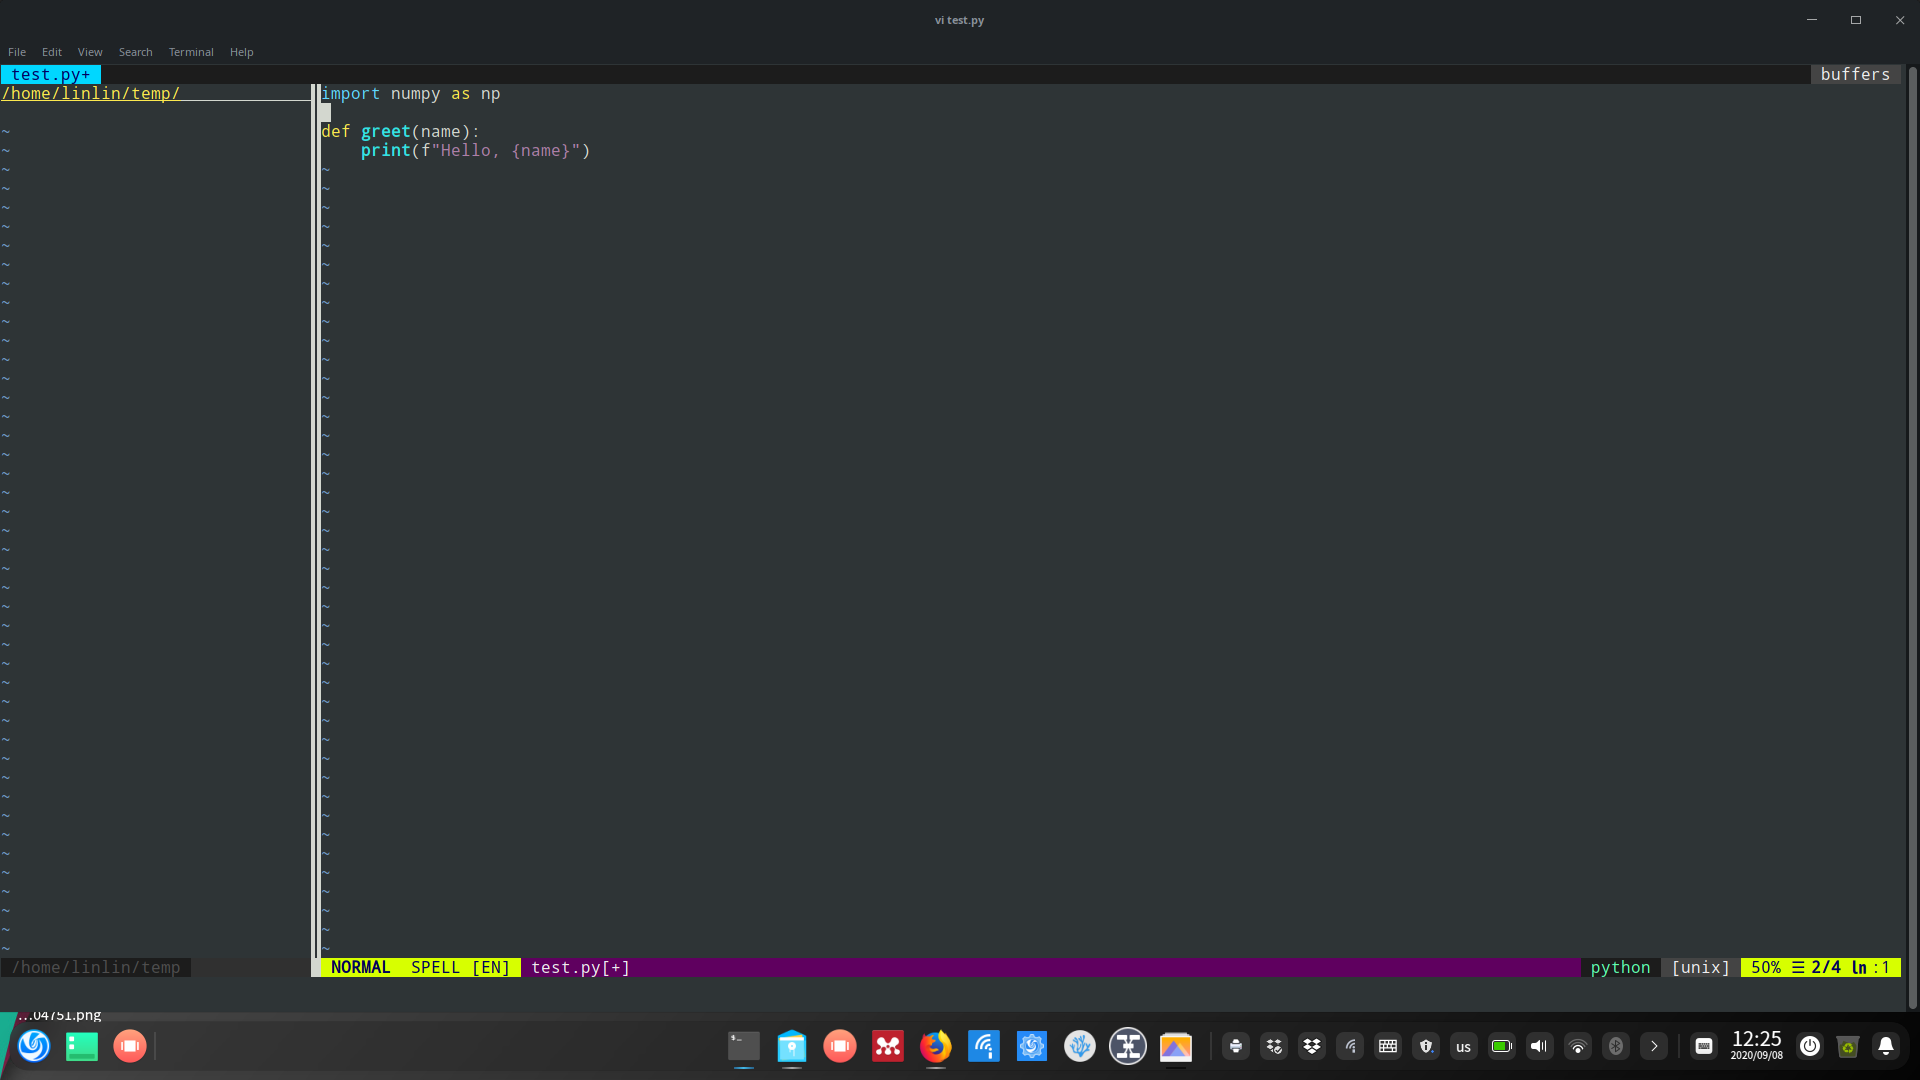 vi test.py
File Edit View Search Terminal Help
test.py+ buffers
/home/linlin/temp/
import numpy as np
def greet(name):
    print(f"Hello, {name}")
/home/linlin/temp NORMAL SPELL [EN] test.py[+] python [unix] 50% ☰ 2/4 ln :1
...04751.png
us
12:25
2020/09/08